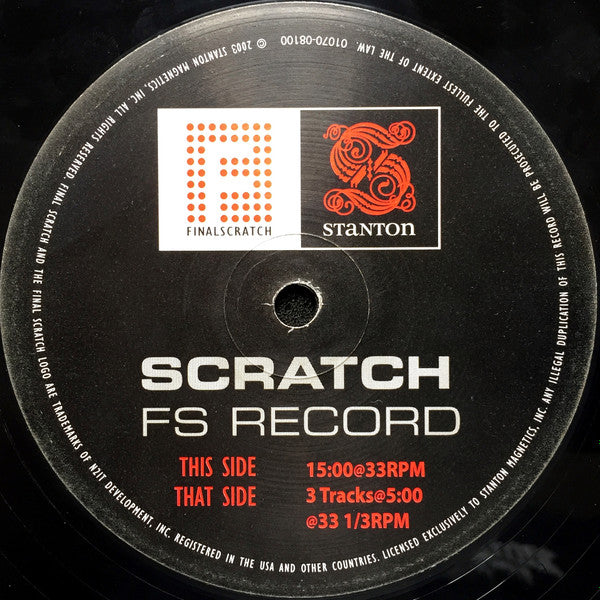 FINALSCRATCH
STANTON
SCRATCH
FS RECORD
THIS SIDE 15:00@33RPM
THAT SIDE 3 Tracks@5:00
@33 1/3RPM
01070-08100 © 2003 STANTON MAGNETICS, INC ALL RIGHTS RESERVED. FINAL SCRATCH AND THE FINAL SCRATCH LOGO ARE TRADEMARKS OF N2IT DEVELOPMENT, INC. REGISTERED IN THE USA AND OTHER COUNTRIES. LICENSED EXCLUSIVELY TO STANTON MAGNETICS, INC. ANY ILLEGAL DUPLICATION OF THIS RECORD WILL BE PROSECUTED TO THE FULLEST EXTENT OF THE LAW.